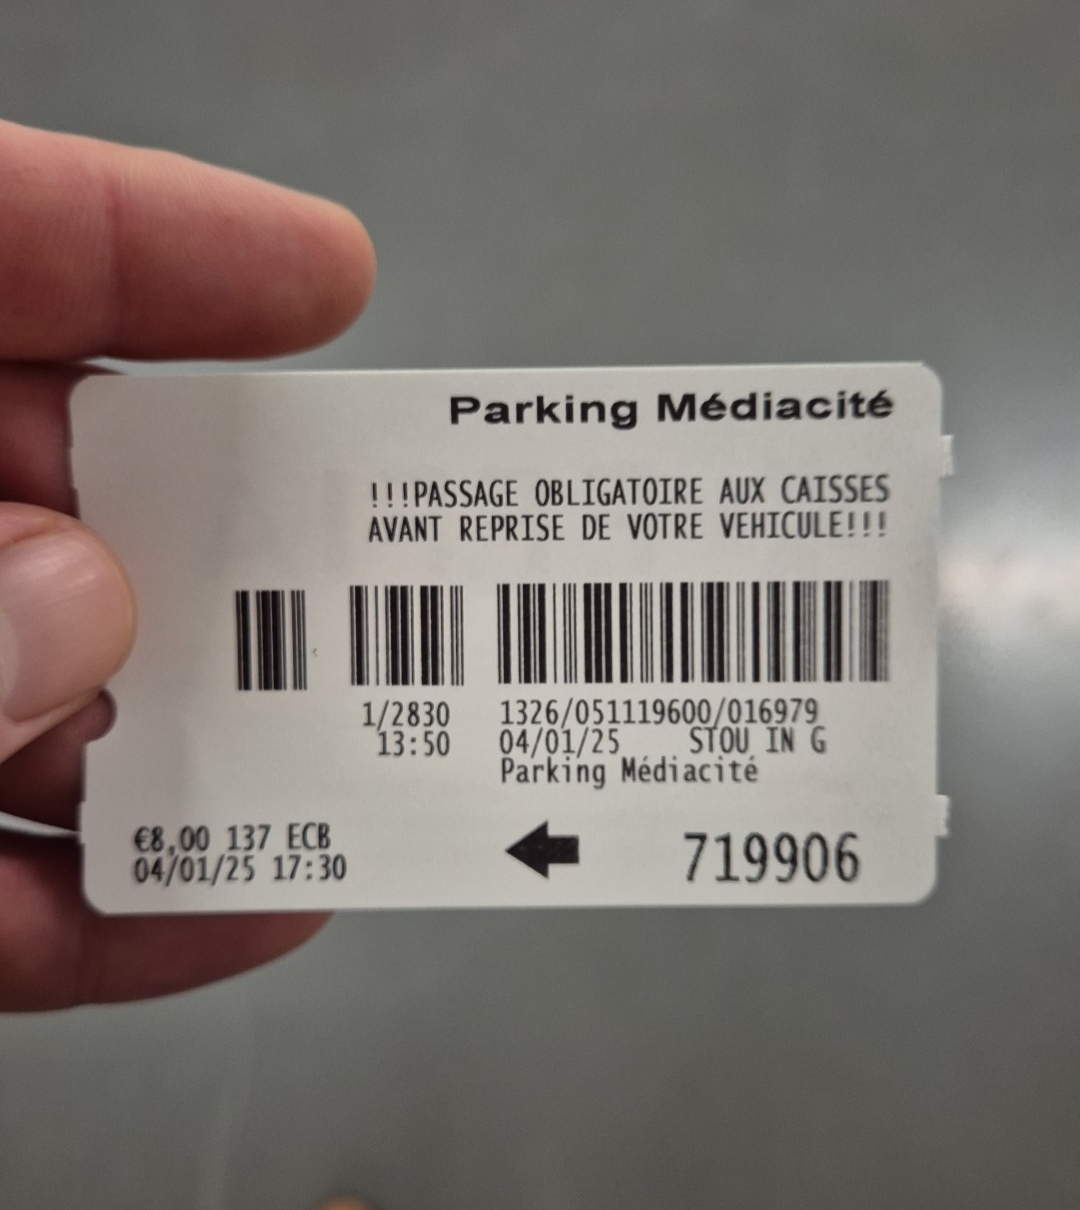 Parking Médiacité
!!!PASSAGE OBLIGATOIRE AUX CAISSES
AVANT REPRISE DE VOTRE VEHICULE!!!
1/2830 1326/051119600/016979
13:50 04/01/25 STOU IN G
Parking Médiacité
€8,00 137 ECB
04/01/25 17:30
719906